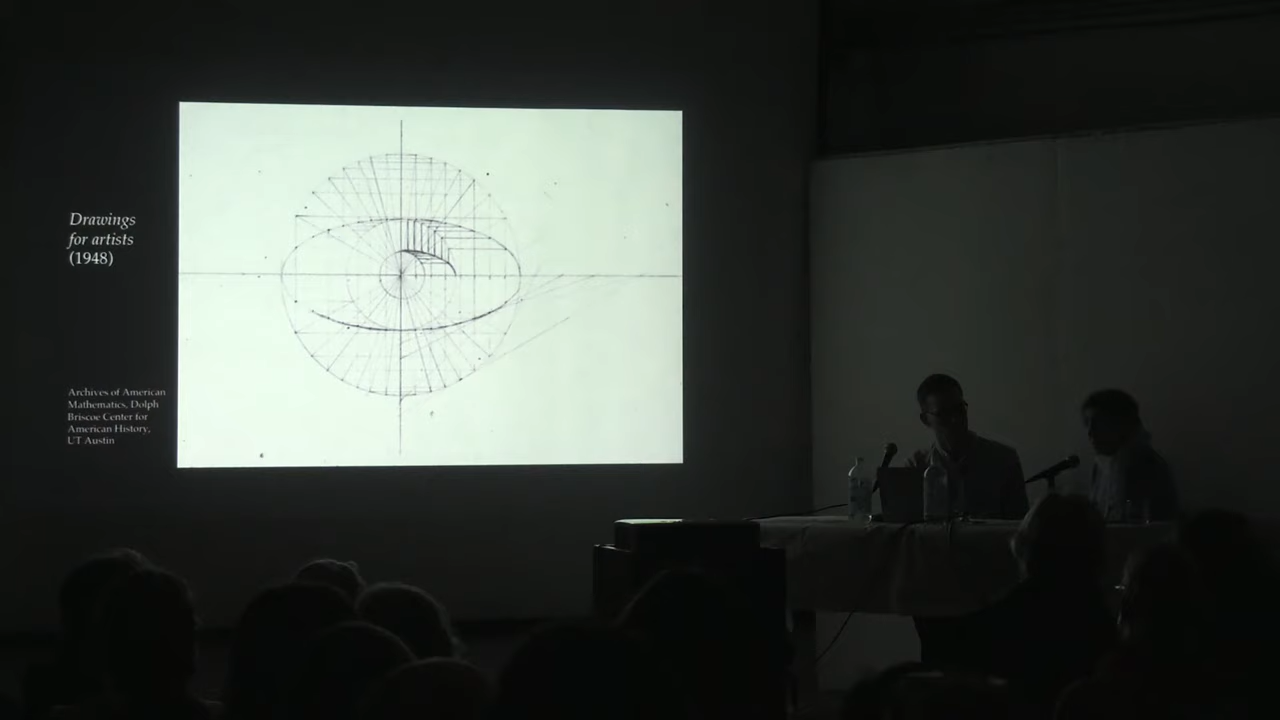 Drawings
for artists
(1948)
Archives of American
Mathematics, Dolph
Briscoe Center for
American History,
UT Austin